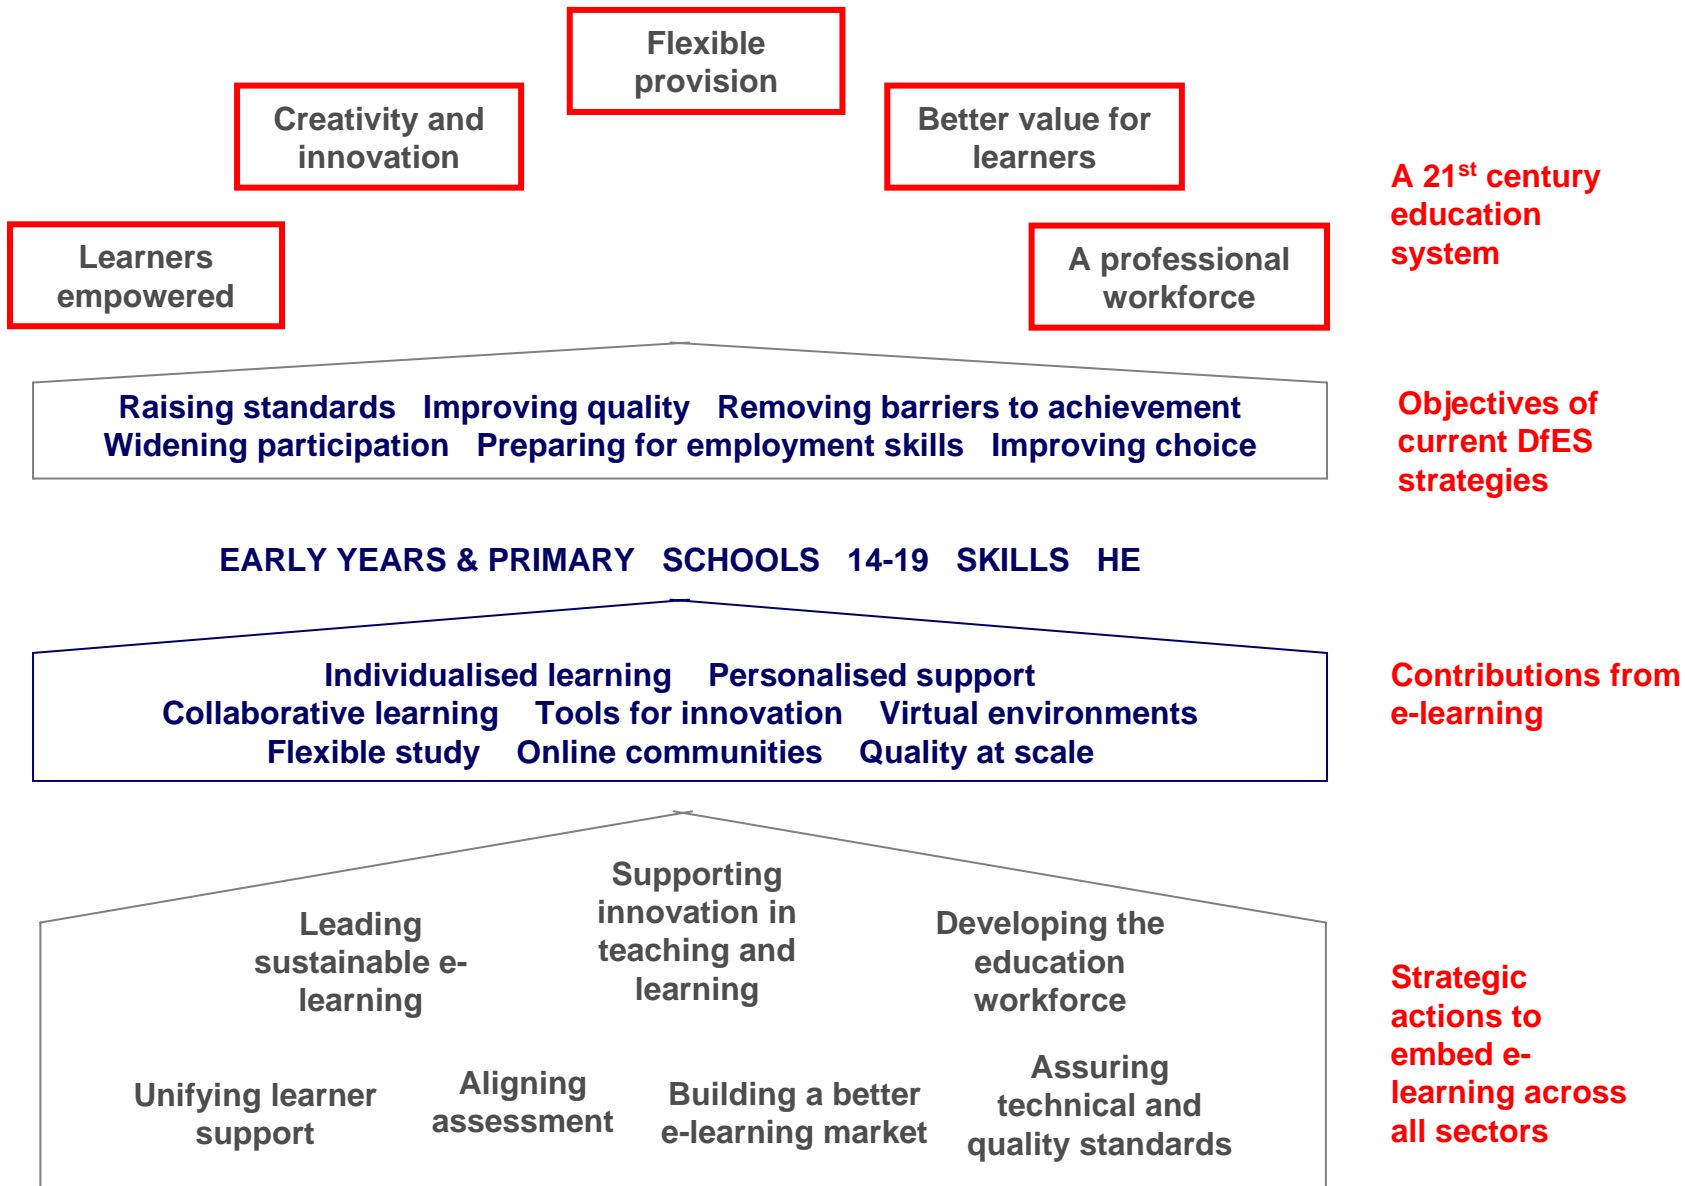 Flexible
provision
Creativity and
innovation
Better value for
learners
Learners
empowered
A professional
workforce
A 21st century
education
system
Raising standards Improving quality Removing barriers to achievement
Widening participation Preparing for employment skills Improving choice
Objectives of
current DfES
strategies
EARLY YEARS & PRIMARY SCHOOLS 14-19 SKILLS HE
Individualised learning Personalised support
Collaborative learning Tools for innovation Virtual environments
Flexible study Online communities Quality at scale
Contributions from
e-learning
Leading
sustainable e-
learning
Supporting
innovation in
teaching and
learning
Developing the
education
workforce
Unifying learner
support
Aligning
assessment
Building a better
e-learning market
Assuring
technical and
quality standards
Strategic
actions to
embed e-
learning across
all sectors